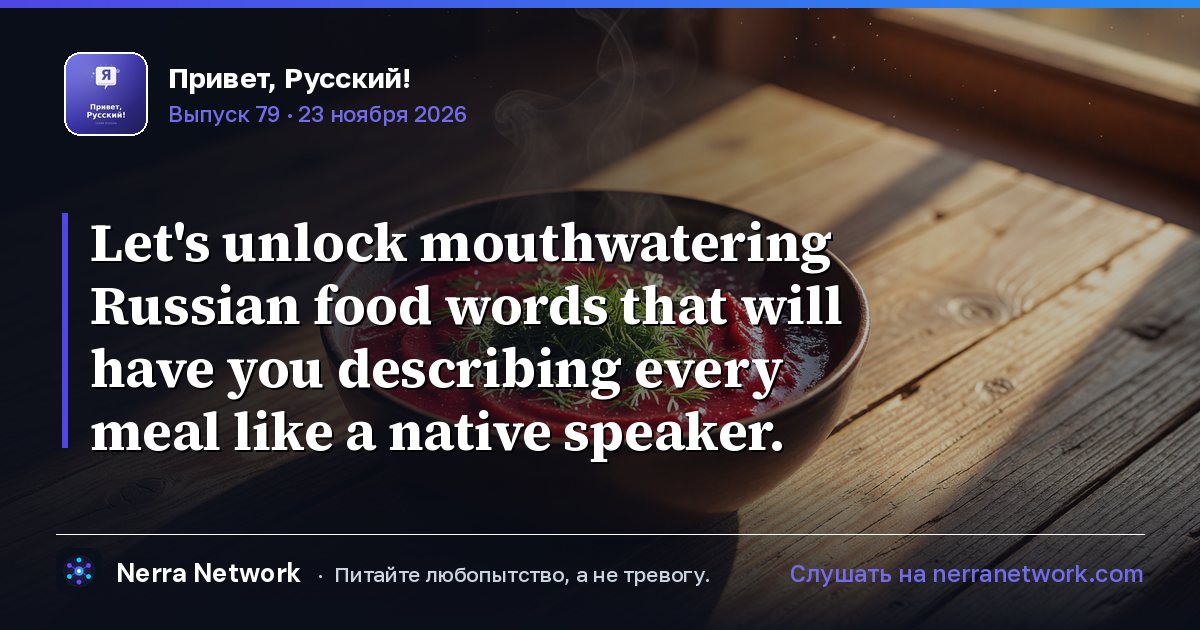 Я
Привет,
Русский!
Привет, Русский!
Выпуск 79 · 23 ноября 2026
Let's unlock mouthwatering
Russian food words that will
have you describing every
meal like a native speaker.
Nerra Network · Питайте любопытство, а не тревогу.
Слушать на nerranetwork.com